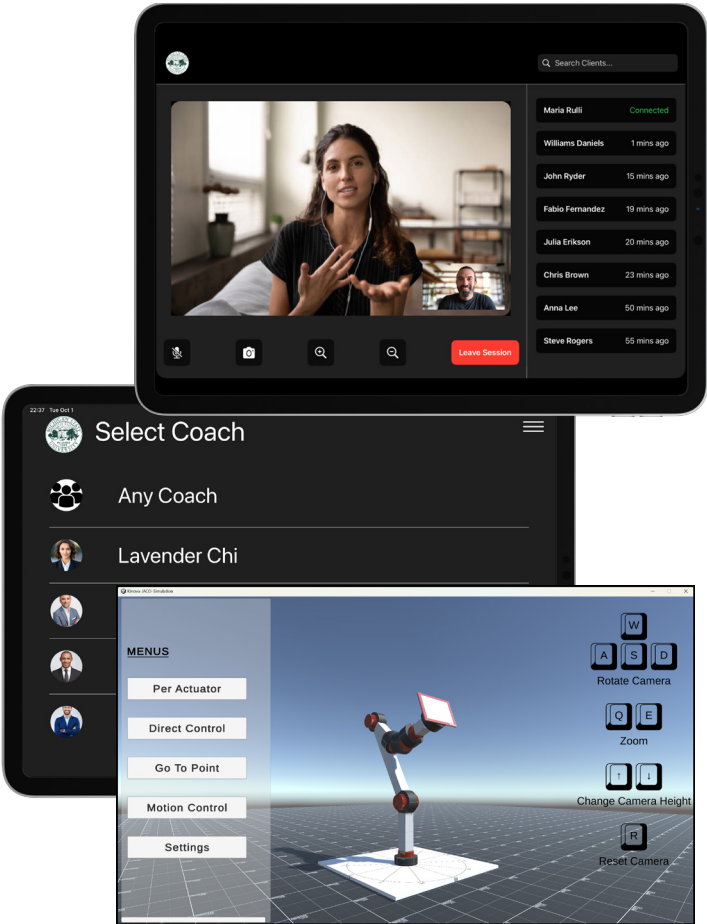 Search Clients...
Maria Rulli Connected
Williams Daniels 1 mins ago
John Ryder 15 mins ago
Fabio Fernandez 19 mins ago
Julia Erikson 20 mins ago
Chris Brown 23 mins ago
Anna Lee 50 mins ago
Steve Rogers 55 mins ago
Leave Session
22:37 Tue Oct 1
Select Coach
Any Coach
Lavender Chi
Kinova JACO Simulation
MENUS
Per Actuator
Direct Control
Go To Point
Motion Control
Settings
W
A S D
Rotate Camera
Q E
Zoom
↑ ↓
Change Camera Height
R
Reset Camera